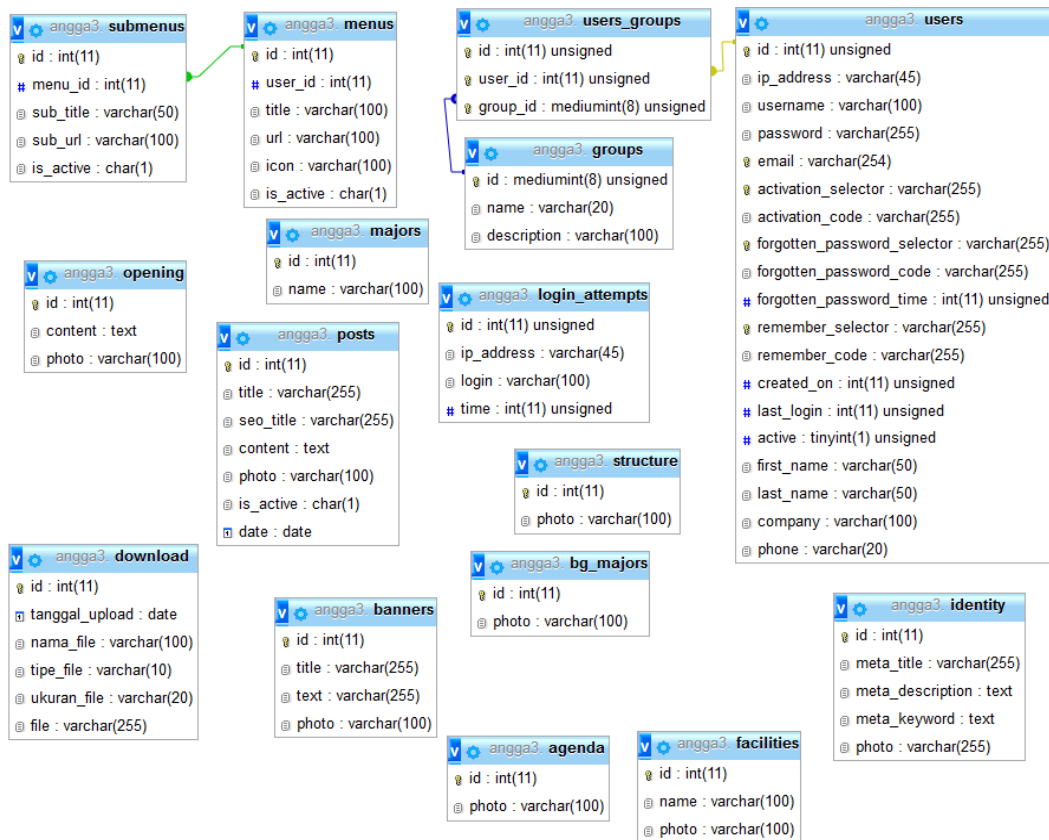 angga3. submenus
id : int(11)
menu_id : int(11)
sub_title : varchar(50)
sub_url : varchar(100)
is_active : char(1)
angga3. menus
id : int(11)
user_id : int(11)
title : varchar(100)
url : varchar(100)
icon : varchar(100)
is_active : char(1)
angga3. users_groups
id : int(11) unsigned
user_id : int(11) unsigned
group_id : mediumint(8) unsigned
angga3. users
id : int(11) unsigned
ip_address : varchar(45)
username : varchar(100)
password : varchar(255)
email : varchar(254)
activation_selector : varchar(255)
activation_code : varchar(255)
forgotten_password_selector : varchar(255)
forgotten_password_code : varchar(255)
forgotten_password_time : int(11) unsigned
remember_selector : varchar(255)
remember_code : varchar(255)
created_on : int(11) unsigned
last_login : int(11) unsigned
active : tinyint(1) unsigned
first_name : varchar(50)
last_name : varchar(50)
company : varchar(100)
phone : varchar(20)
angga3. groups
id : mediumint(8) unsigned
name : varchar(20)
description : varchar(100)
angga3. majors
id : int(11)
name : varchar(100)
angga3. opening
id : int(11)
content : text
photo : varchar(100)
angga3. login_attempts
id : int(11) unsigned
ip_address : varchar(45)
login : varchar(100)
time : int(11) unsigned
angga3. posts
id : int(11)
title : varchar(255)
seo_title : varchar(255)
content : text
photo : varchar(100)
is_active : char(1)
date : date
angga3. structure
id : int(11)
photo : varchar(100)
angga3. download
id : int(11)
tanggal_upload : date
nama_file : varchar(100)
tipe_file : varchar(10)
ukuran_file : varchar(20)
file : varchar(255)
angga3. bg_majors
id : int(11)
photo : varchar(100)
angga3. banners
id : int(11)
title : varchar(255)
text : varchar(255)
photo : varchar(100)
angga3. identity
id : int(11)
meta_title : varchar(255)
meta_description : text
meta_keyword : text
photo : varchar(255)
angga3. agenda
id : int(11)
photo : varchar(100)
angga3. facilities
id : int(11)
name : varchar(100)
photo : varchar(100)